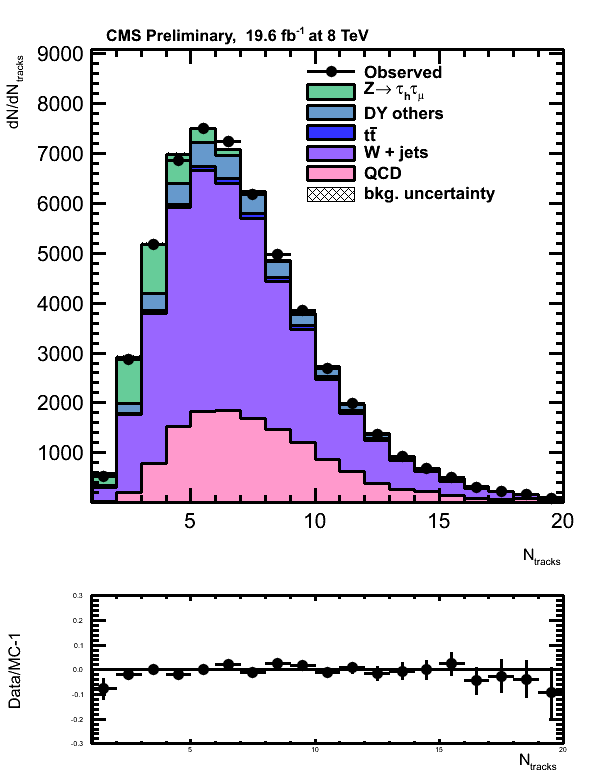 CMS Preliminary, 19.6 fb-1 at 8 TeV
dN/dNtracks
9000
8000
7000
6000
5000
4000
3000
2000
1000
Observed
Z→ τhτμ
DY others
tt̄
W + jets
QCD
bkg. uncertainty
5 10 15 20
Ntracks
Data/MC-1
0.3
0.2
0.1
0.0
-0.1
-0.2
-0.3
5 10 15 20
Ntracks